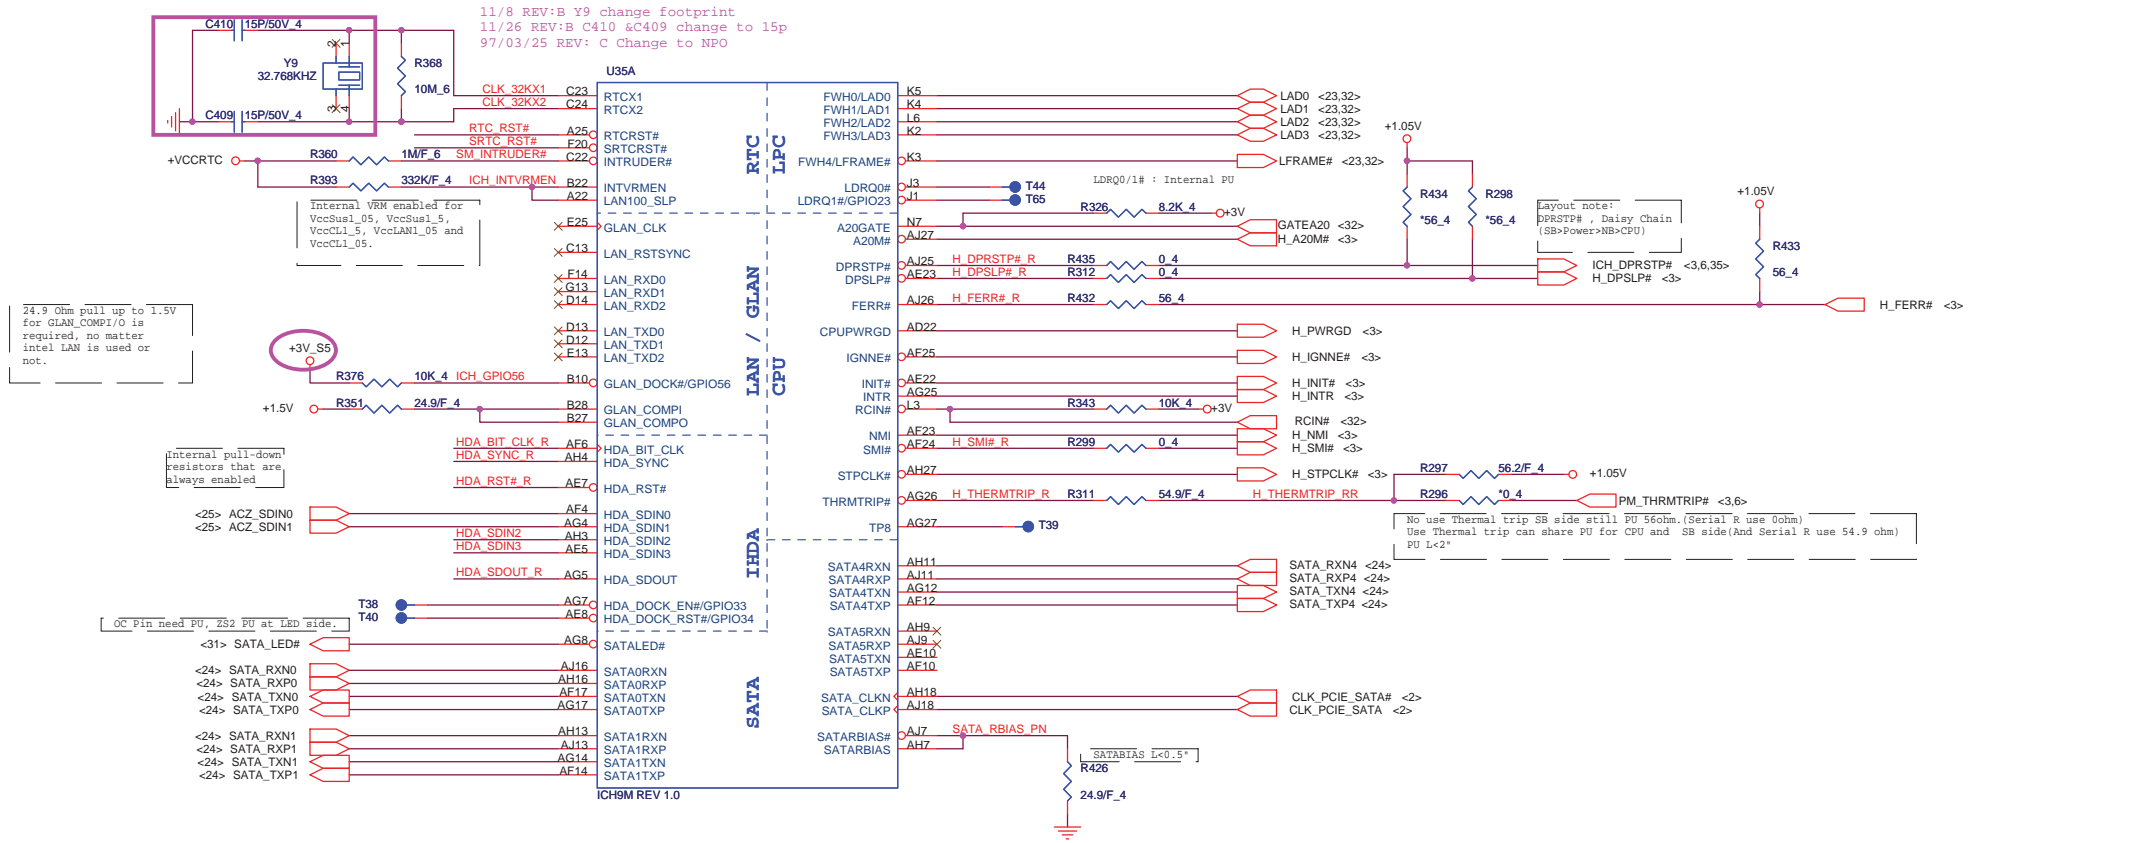 11/8 REV:B Y9 change footprint
11/26 REV:B C410 &C409 change to 15p
97/03/25 REV: C Change to NPO
C410 15P/50V_4
Y9
32.768KHZ
2 1
3 4
R368
10M_6
C409 15P/50V_4
U35A
CLK_32KX1 C23 RTCX1
CLK_32KX2 C24 RTCX2
RTC_RST# A25 RTCRST#
SRTC_RST# F20 SRTCRST#
+VCCRTC R360 1M/F_6 SM_INTRUDER# C22 INTRUDER#
R393 332K/F_4 ICH_INTVRMEN B22 INTVRMEN
A22 LAN100_SLP
Internal VRM enabled for
VccSus1_05, VccSus1_5,
VccCL1_5, VccLAN1_05 and
VccCL1_05.
E25 GLAN_CLK
C13 LAN_RSTSYNC
F14 LAN_RXD0
G13 LAN_RXD1
D14 LAN_RXD2
D13 LAN_TXD0
D12 LAN_TXD1
E13 LAN_TXD2
24.9 Ohm pull up to 1.5V
for GLAN_COMPI/O is
required, no matter
intel LAN is used or
not.
+3V_S5
R376 10K_4 ICH_GPIO56 B10 GLAN_DOCK#/GPIO56
+1.5V R351 24.9/F_4 B28 GLAN_COMPI
B27 GLAN_COMPO
HDA_BIT_CLK_R AF6 HDA_BIT_CLK
HDA_SYNC_R AH4 HDA_SYNC
Internal pull-down
resistors that are
always enabled
HDA_RST#_R AE7 HDA_RST#
<25> ACZ_SDIN0 AF4 HDA_SDIN0
<25> ACZ_SDIN1 AG4 HDA_SDIN1
HDA_SDIN2 AH3 HDA_SDIN2
HDA_SDIN3 AE5 HDA_SDIN3
HDA_SDOUT_R AG5 HDA_SDOUT
T38 AG7 HDA_DOCK_EN#/GPIO33
T40 AE8 HDA_DOCK_RST#/GPIO34
OC Pin need PU, ZS2 PU at LED side.
<31> SATA_LED# AG8 SATALED#
<24> SATA_RXN0 AJ16 SATA0RXN
<24> SATA_RXP0 AH16 SATA0RXP
<24> SATA_TXN0 AF17 SATA0TXN
<24> SATA_TXP0 AG17 SATA0TXP
<24> SATA_RXN1 AH13 SATA1RXN
<24> SATA_RXP1 AJ13 SATA1RXP
<24> SATA_TXN1 AG14 SATA1TXN
<24> SATA_TXP1 AF14 SATA1TXP
ICH9M REV 1.0
RTC
LPC
LAN / GLAN
CPU
IHDA
SATA
FWH0/LAD0 K5 LAD0 <23,32>
FWH1/LAD1 K4 LAD1 <23,32>
FWH2/LAD2 L6 LAD2 <23,32>
FWH3/LAD3 K2 LAD3 <23,32>
FWH4/LFRAME# K3 LFRAME# <23,32>
LDRQ0# J3 T44
LDRQ1#/GPIO23 J1 T65
LDRQ0/1# : Internal PU
R326 8.2K_4 +3V
A20GATE N7 GATEA20 <32>
A20M# AJ27 H_A20M# <3>
+1.05V
R434
*56_4
R298
*56_4
Layout note:
DPRSTP# , Daisy Chain
(SB>Power>NB>CPU)
+1.05V
R433
56_4
DPRSTP# AJ25 H_DPRSTP#_R R435 0_4 ICH_DPRSTP# <3,6,35>
DPSLP# AE23 H_DPSLP#_R R312 0_4 H_DPSLP# <3>
FERR# AJ26 H_FERR#_R R432 56_4 H_FERR# <3>
CPUPWRGD AD22 H_PWRGD <3>
IGNNE# AF25 H_IGNNE# <3>
INIT# AE22 H_INIT# <3>
INTR AG25 H_INTR <3>
RCIN# L3 R343 10K_4 +3V
RCIN# <32>
NMI AF23 H_NMI <3>
SMI# AF24 H_SMI#_R R299 0_4 H_SMI# <3>
STPCLK# AH27 H_STPCLK# <3>
R297 56.2/F_4 +1.05V
THRMTRIP# AG26 H_THERMTRIP_R R311 54.9/F_4 H_THERMTRIP_RR R296 *0_4 PM_THRMTRIP# <3,6>
TP8 AG27 T39
No use Thermal trip SB side still PU 56ohm.(Serial R use 0ohm)
Use Thermal trip can share PU for CPU and SB side(And Serial R use 54.9 ohm)
PU L<2"
SATA4RXN AH11 SATA_RXN4 <24>
SATA4RXP AJ11 SATA_RXP4 <24>
SATA4TXN AG12 SATA_TXN4 <24>
SATA4TXP AF12 SATA_TXP4 <24>
SATA5RXN AH9
SATA5RXP AJ9
SATA5TXN AE10
SATA5TXP AF10
SATA_CLKN AH18 CLK_PCIE_SATA# <2>
SATA_CLKP AJ18 CLK_PCIE_SATA <2>
SATARBIAS# AJ7 SATA_RBIAS_PN
SATARBIAS AH7
SATABIAS L<0.5"
R426
24.9/F_4